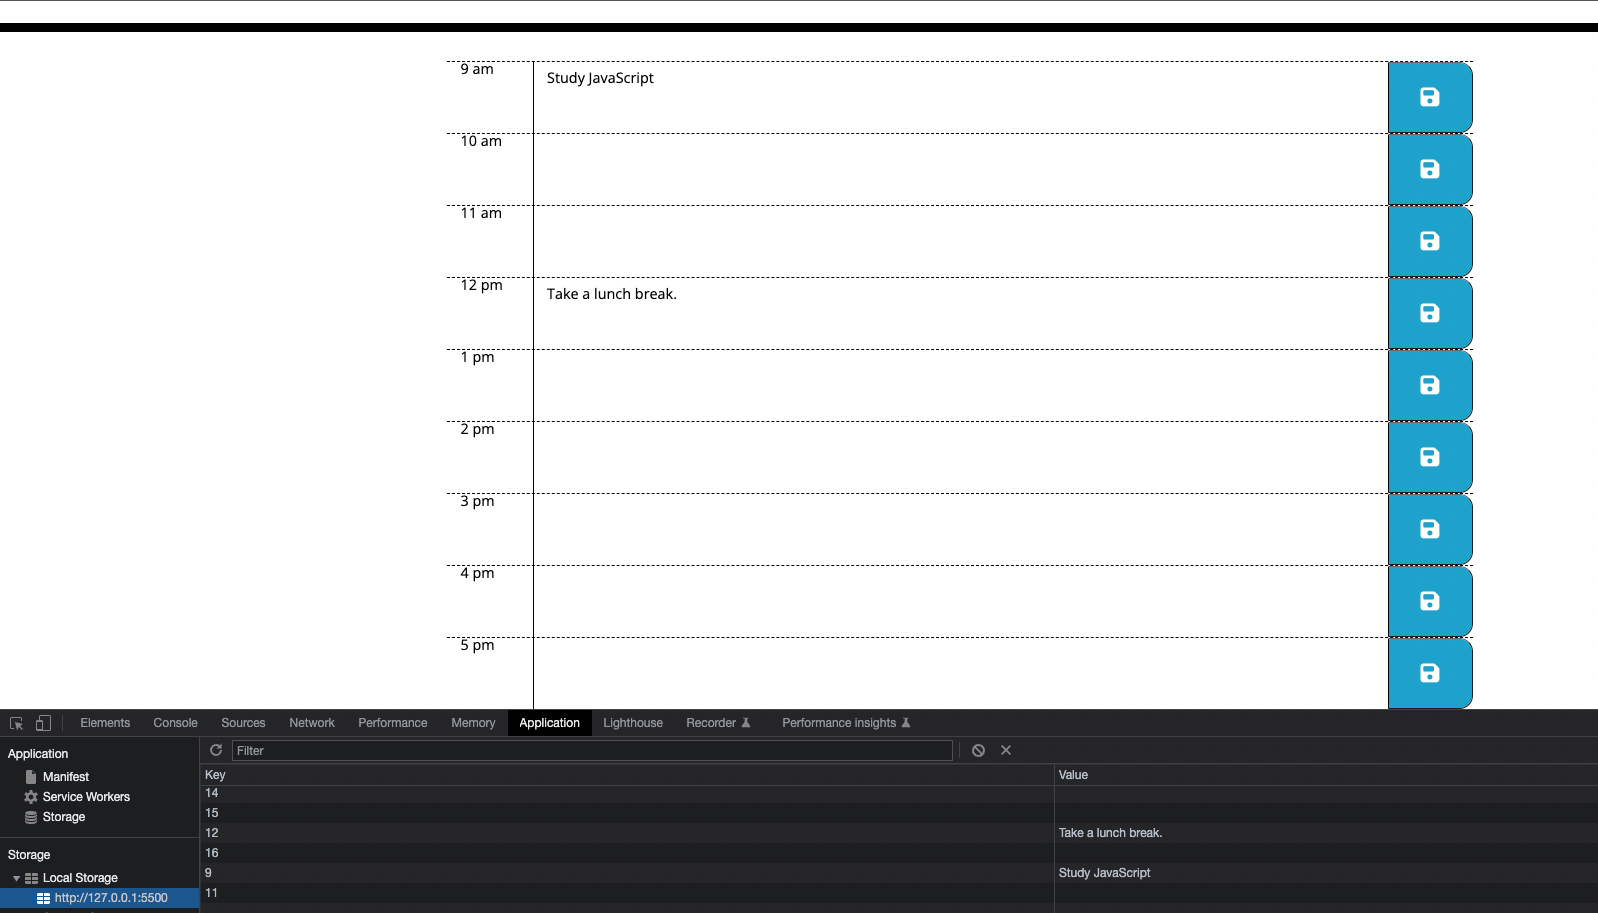 9 am
Study JavaScript
10 am
11 am
12 pm
Take a lunch break.
1 pm
2 pm
3 pm
4 pm
5 pm
Elements Console Sources Network Performance Memory Application Lighthouse Recorder Performance insights
Application
Manifest
Service Workers
Storage
Storage
Local Storage
http://127.0.0.1:5500
Filter
Key Value
14
15
12 Take a lunch break.
16
9 Study JavaScript
11